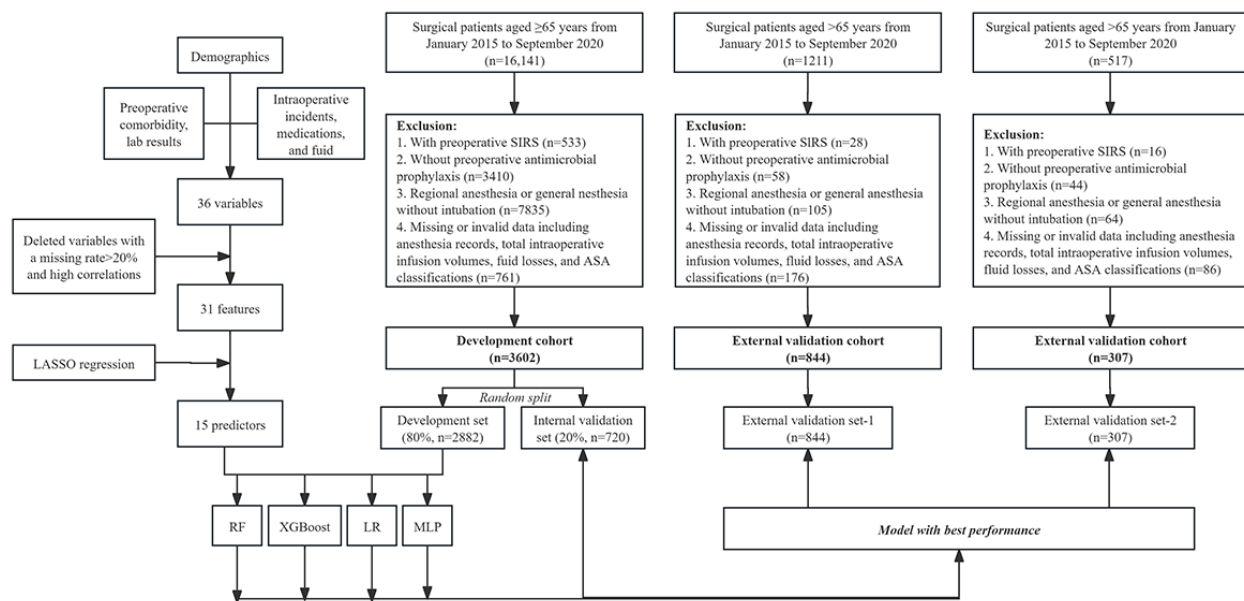 Demographics
Preoperative
comorbidity,
lab results
Intraoperative
incidents,
medications,
and fuid
36 variables
Deleted variables with
a missing rate>20%
and high correlations
31 features
LASSO regression
15 predictors
RF
XGBoost
LR
MLP
Surgical patients aged ≥65 years from
January 2015 to September 2020
(n=16,141)
Exclusion:
1. With preoperative SIRS (n=533)
2. Wthout preoperative antimicrobial
prophylaxis (n=3410)
3. Regional anesthesia or general nesthesia
without intubation (n=7835)
4. Missing or invalid data including
anesthesia records, total intraoperative
infusion volumes, fuid losses, and ASA
classifications (n=761)
Development cohort
(n=3602)
Random split
Development set
(80%, n=2882)
Internal validation
set (20%, n=720)
Surgical patients aged >65 years from
January 2015 to September 2020
(n=1211)
Exclusion:
1. With preoperative SIRS (n=28)
2. Without preoperative antimicrobial
prophylaxis (n=58)
3. Regional anesthesia or general anesthesia
without intubation (n=105)
4. Missing or invalid data including
anesthesia records, total intraoperative
infusion volumes, fluid losses, and ASA
classifications (n=176)
External validation cohort
(n=844)
External validation set-1
(n=844)
Surgical patients aged >65 years from January
2015 to September 2020
(n=517)
Exclusion:
1. With preoperative SIRS (n=16)
2. Without preoperative antimicrobial
prophylaxis (n=44)
3. Regional anesthesia or general anesthesia
without intubation (n=64)
4. Missing or invalid data including anesthesia
records, total intraoperative infusion volumes,
fluid losses, and ASA classifications (n=86)
External validation cohort
(n=307)
External validation set-2
(n=307)
Model with best performance